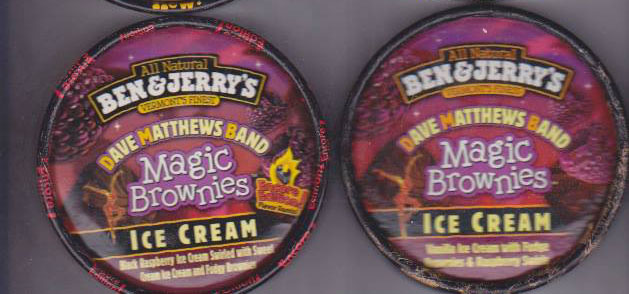 All Natural
BEN & JERRY'S
VERMONT'S FINEST
DAVE MATTHEWS BAND
Magic
Brownies
ICE CREAM
Black Raspberry Ice Cream Swirled with Sweet
Cream Ice Cream and Fudgy Brownies
All Natural
BEN & JERRY'S
VERMONT'S FINEST
DAVE MATTHEWS BAND
Magic
Brownies
ICE CREAM
Vanilla Ice Cream with Fudge
Brownies & Raspberry Swirls